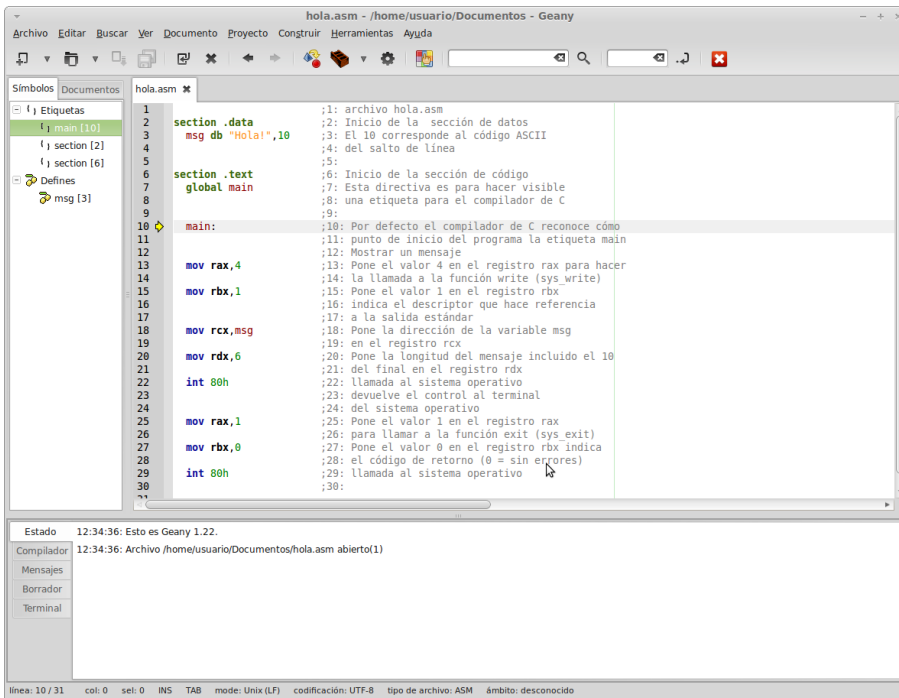 hola.asm - /home/usuario/Documentos - Geany
Archivo Editar Buscar Ver Documento Proyecto Construir Herramientas Ayuda
Símbolos Documentos hola.asm
Etiquetas
main [10]
section [2]
section [6]
Defines
msg [3]
1 ;1: archivo hola.asm
2 section .data ;2: Inicio de la sección de datos
3 msg db "Hola!",10 ;3: El 10 corresponde al código ASCII
4 ;4: del salto de línea
5 ;5:
6 section .text ;6: Inicio de la sección de código
7 global main ;7: Esta directiva es para hacer visible
8 ;8: una etiqueta para el compilador de C
9 ;9:
10 main: ;10: Por defecto el compilador de C reconoce cómo
11 ;11: punto de inicio del programa la etiqueta main
12 ;12: Mostrar un mensaje
13 mov rax,4 ;13: Pone el valor 4 en el registro rax para hacer
14 ;14: la llamada a la función write (sys_write)
15 mov rbx,1 ;15: Pone el valor 1 en el registro rbx
16 ;16: indica el descriptor que hace referencia
17 ;17: a la salida estándar
18 mov rcx,msg ;18: Pone la dirección de la variable msg
19 ;19: en el registro rcx
20 mov rdx,6 ;20: Pone la longitud del mensaje incluido el 10
21 ;21: del final en el registro rdx
22 int 80h ;22: llamada al sistema operativo
23 ;23: devuelve el control al terminal
24 ;24: del sistema operativo
25 mov rax,1 ;25: Pone el valor 1 en el registro rax
26 ;26: para llamar a la función exit (sys_exit)
27 mov rbx,0 ;27: Pone el valor 0 en el registro rbx indica
28 ;28: el código de retorno (0 = sin errores)
29 int 80h ;29: llamada al sistema operativo
30 ;30:
31
Estado
Compilador
Mensajes
Borrador
Terminal
12:34:36: Esto es Geany 1.22.
12:34:36: Archivo /home/usuario/Documentos/hola.asm abierto(1)
línea: 10 / 31 col: 0 sel: 0 INS TAB mode: Unix (LF) codificación: UTF-8 tipo de archivo: ASM ámbito: desconocido